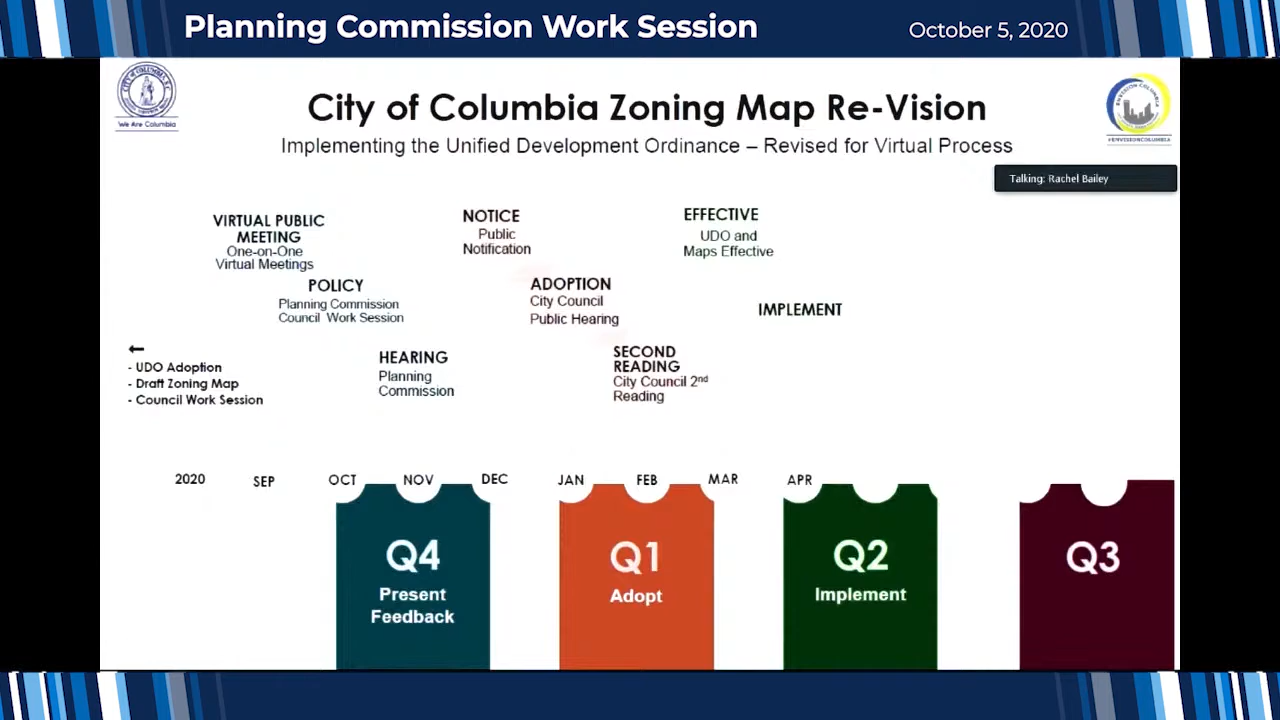 Planning Commission Work Session
October 5, 2020
We Are Columbia
City of Columbia Zoning Map Re-Vision
Implementing the Unified Development Ordinance – Revised for Virtual Process
#ENVISIONCOLUMBIA
Talking: Rachel Bailey
VIRTUAL PUBLIC
MEETING
One-on-One
Virtual Meetings
NOTICE
Public
Notification
EFFECTIVE
UDO and
Maps Effective
POLICY
Planning Commission
Council Work Session
ADOPTION
City Council
Public Hearing
IMPLEMENT
- UDO Adoption
- Draft Zoning Map
- Council Work Session
HEARING
Planning
Commission
SECOND
READING
City Council 2nd
Reading
2020 SEP OCT NOV DEC JAN FEB MAR APR
Q4
Present
Feedback
Q1
Adopt
Q2
Implement
Q3